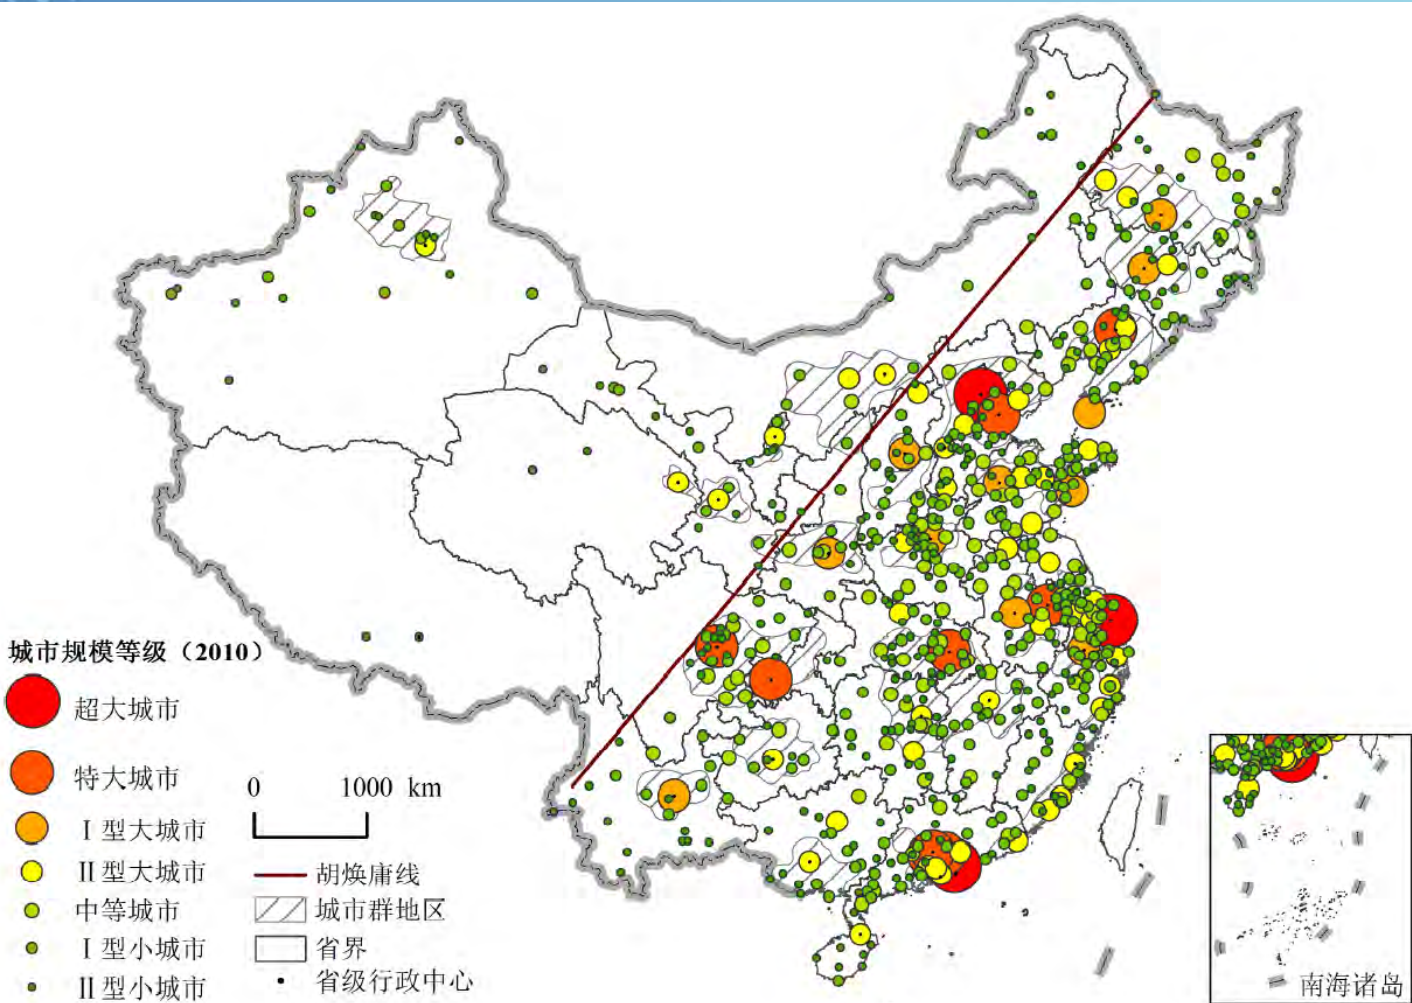 城市规模等级（2010）
超大城市
特大城市
Ⅰ型大城市
Ⅱ型大城市
中等城市
Ⅰ型小城市
Ⅱ型小城市
0 1000 km
胡焕庸线
城市群地区
省界
省级行政中心
南海诸岛